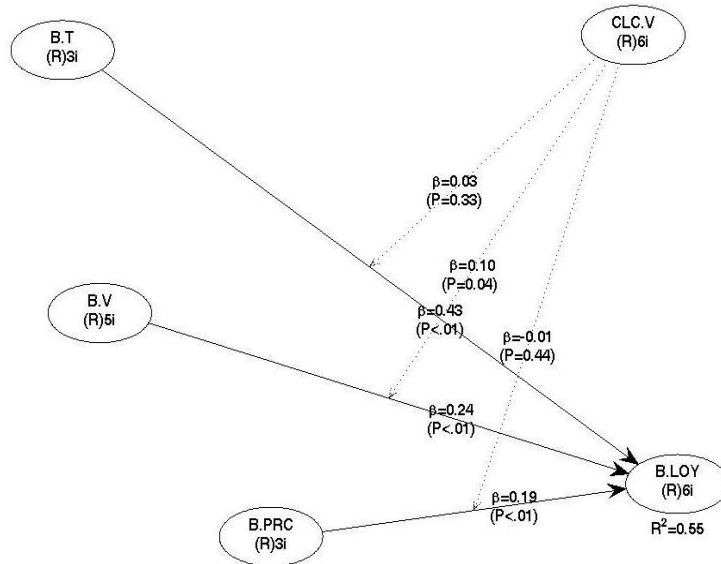 B.T
(R)3i
CLC.V
(R)6i
β=0.03
(P=0.33)
β=0.10
(P=0.04)
B.V
(R)5i
β=0.43
(P<.01)
β=-0.01
(P=0.44)
β=0.24
(P<.01)
B.LOY
(R)6i
β=0.19
(P<.01)
B.PRC
(R)3i
R²=0.55